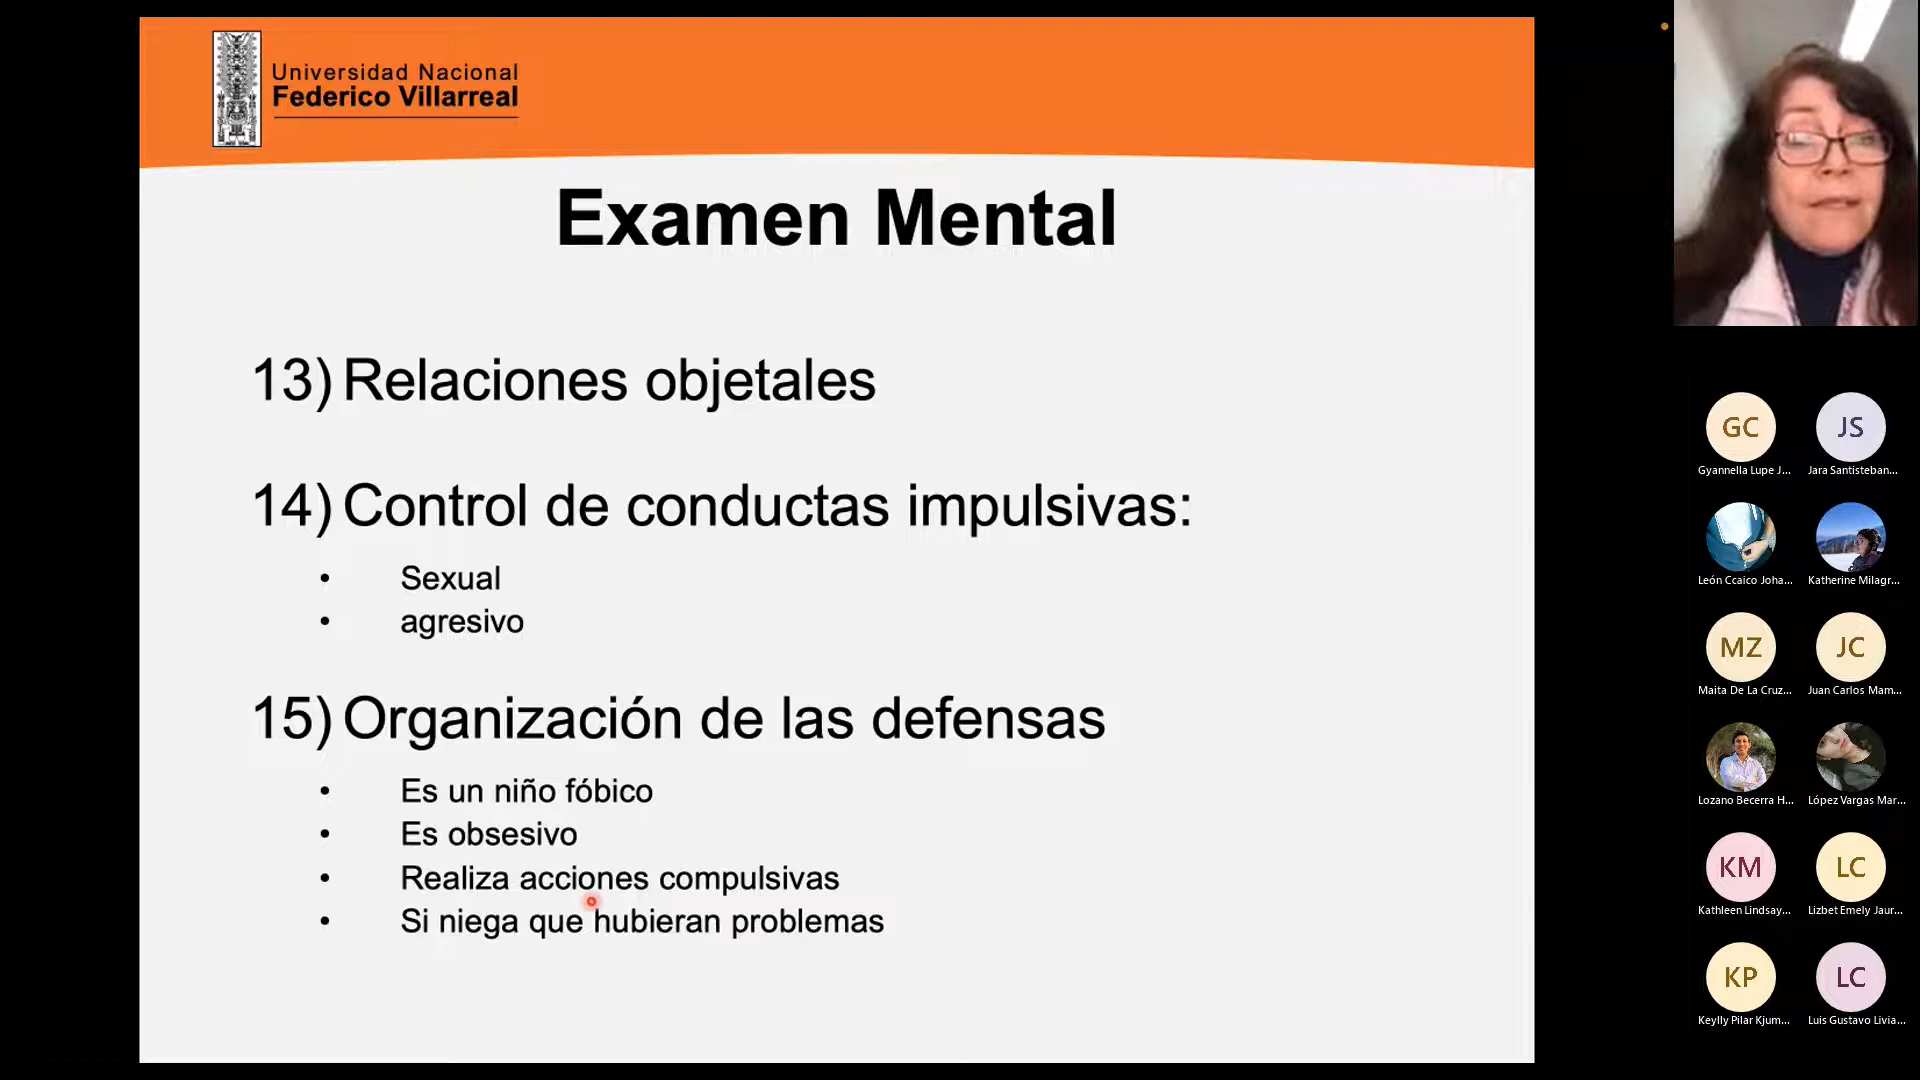 Universidad Nacional
Federico Villarreal
Examen Mental
13) Relaciones objetales
14) Control de conductas impulsivas:
• Sexual
• agresivo
15) Organización de las defensas
• Es un niño fóbico
• Es obsesivo
• Realiza acciones compulsivas
• Si niega que hubieran problemas
GC
JS
Gyannella Lupe J...
Jara Santisteban...
León Ccaico Joha...
Katherine Milagr...
MZ
JC
Maita De La Cruz...
Juan Carlos Mam...
Lozano Becerra H...
López Vargas Mar...
KM
LC
Kathleen Lindsay...
Lizbet Emely Jaur...
KP
LC
Keylly Pilar Kjum...
Luis Gustavo Livia...